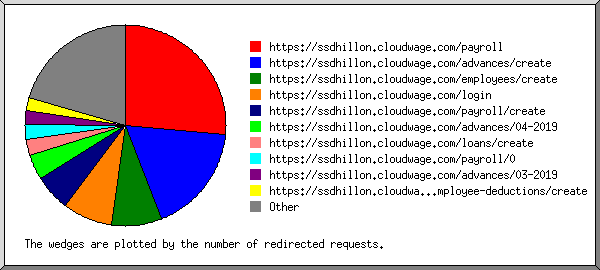 https://ssdhillon.cloudwage.com/payroll
https://ssdhillon.cloudwage.com/advances/create
https://ssdhillon.cloudwage.com/employees/create
https://ssdhillon.cloudwage.com/login
https://ssdhillon.cloudwage.com/payroll/create
https://ssdhillon.cloudwage.com/advances/04-2019
https://ssdhillon.cloudwage.com/loans/create
https://ssdhillon.cloudwage.com/payroll/0
https://ssdhillon.cloudwage.com/advances/03-2019
https://ssdhillon.cloudwa...mployee-deductions/create
Other
The wedges are plotted by the number of redirected requests.